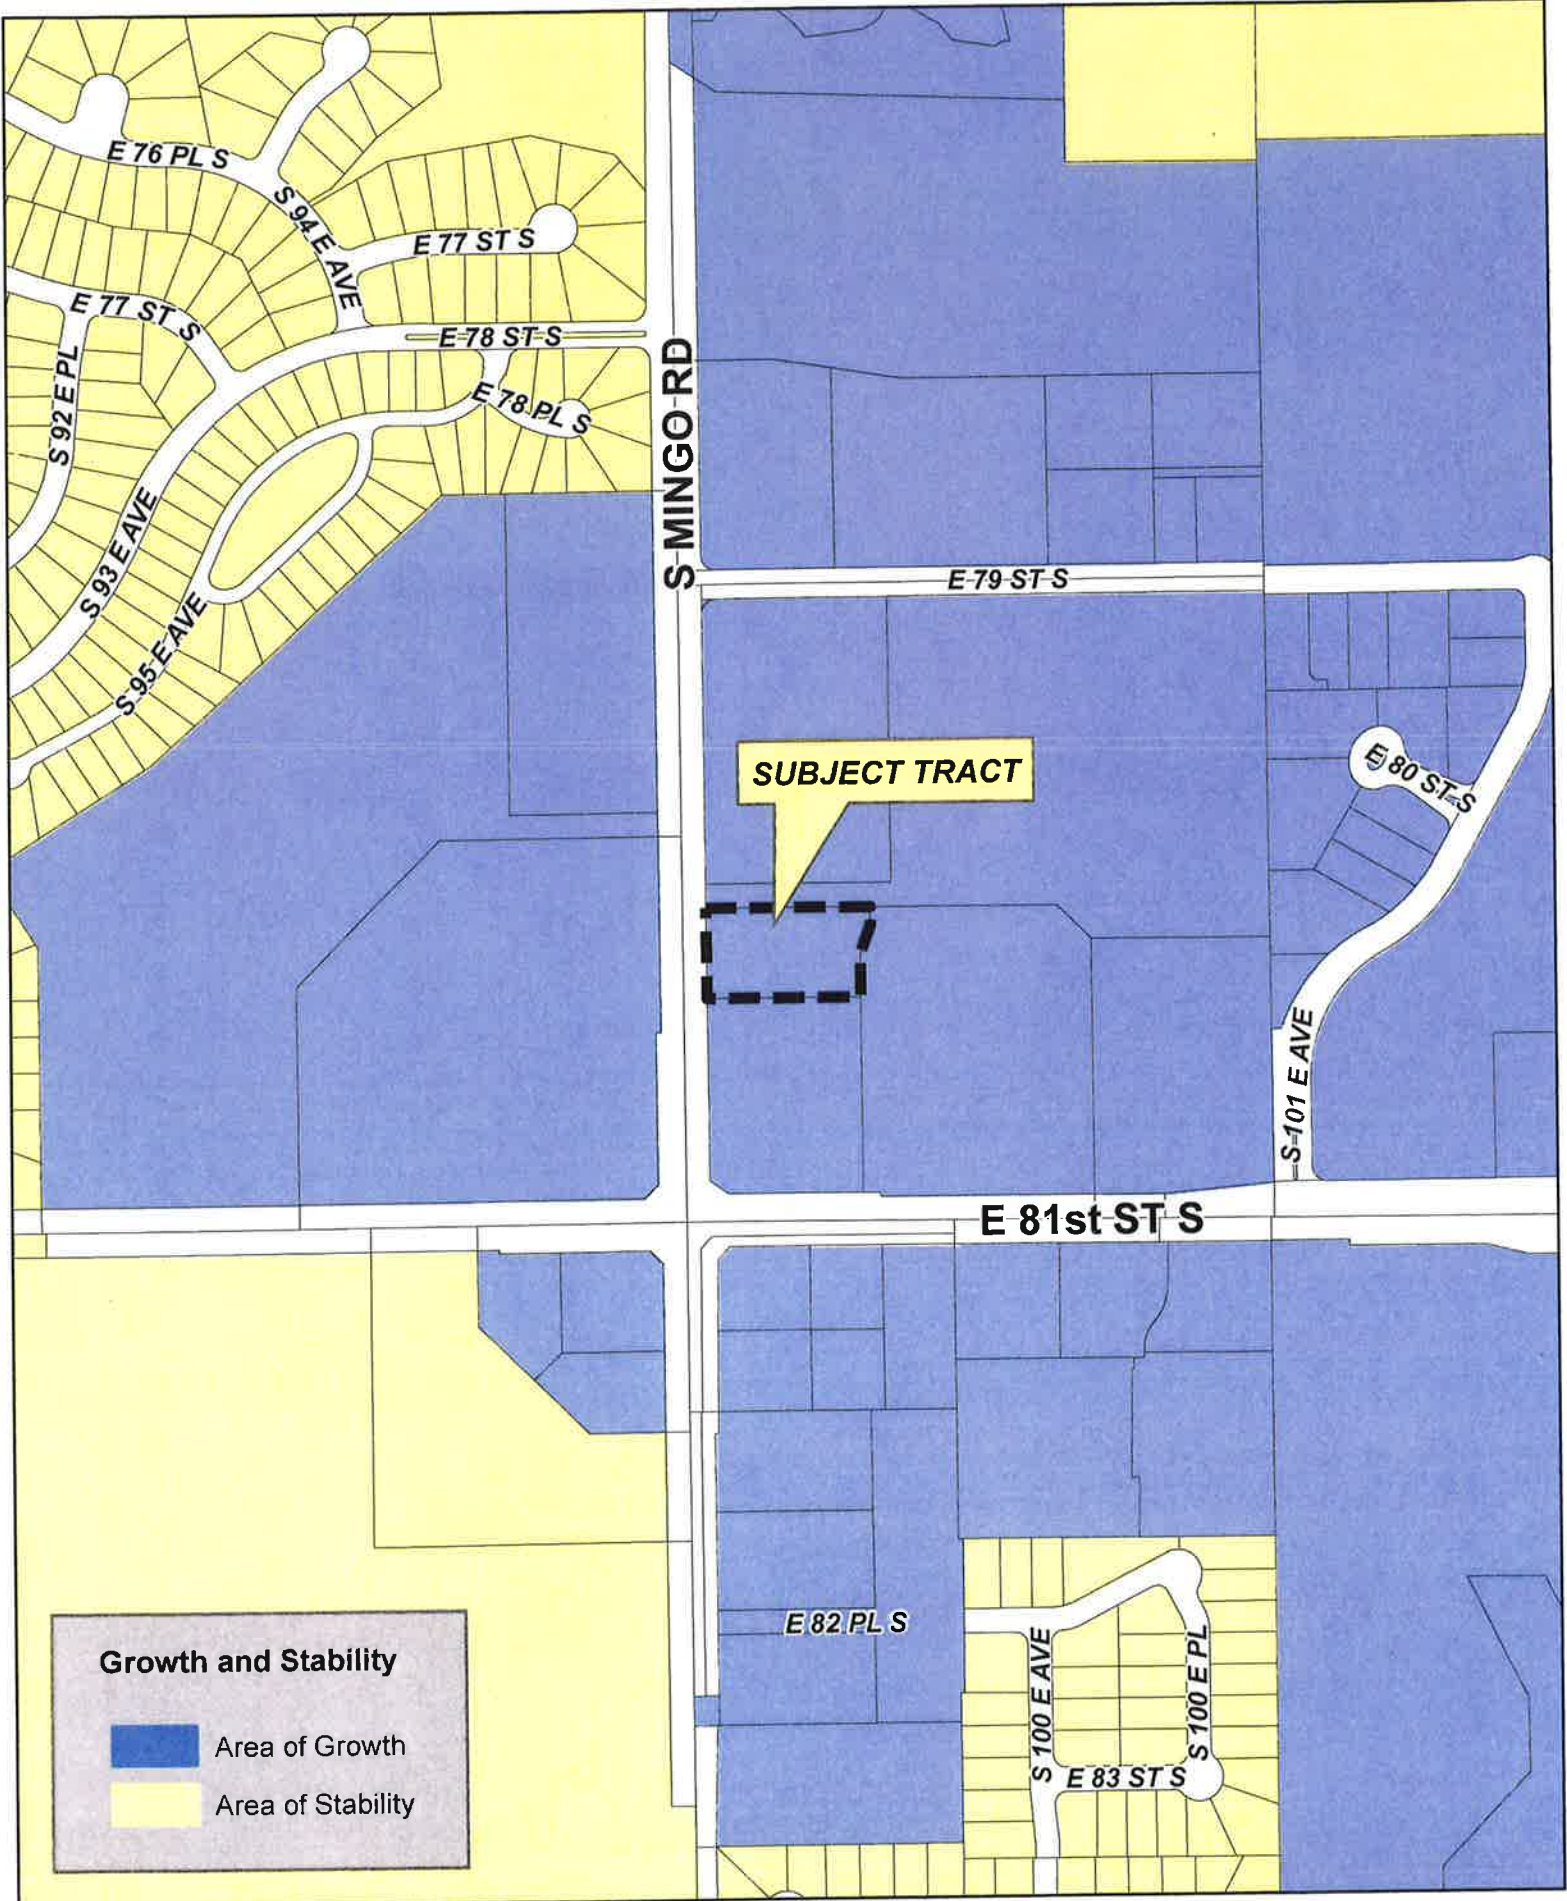 E 76 PL S
S 94 E AVE
E 77 ST S
E 77 ST S
E 78 ST S
S 92 E PL
E 78 PL S
S MINGO RD
S 93 E AVE
E 79 ST S
S 95 E AVE
SUBJECT TRACT
E 80 ST S
S 101 E AVE
E 81st ST S
E 82 PL S
S 100 E AVE
S 100 E PL
E 83 ST S
Growth and Stability
Area of Growth
Area of Stability